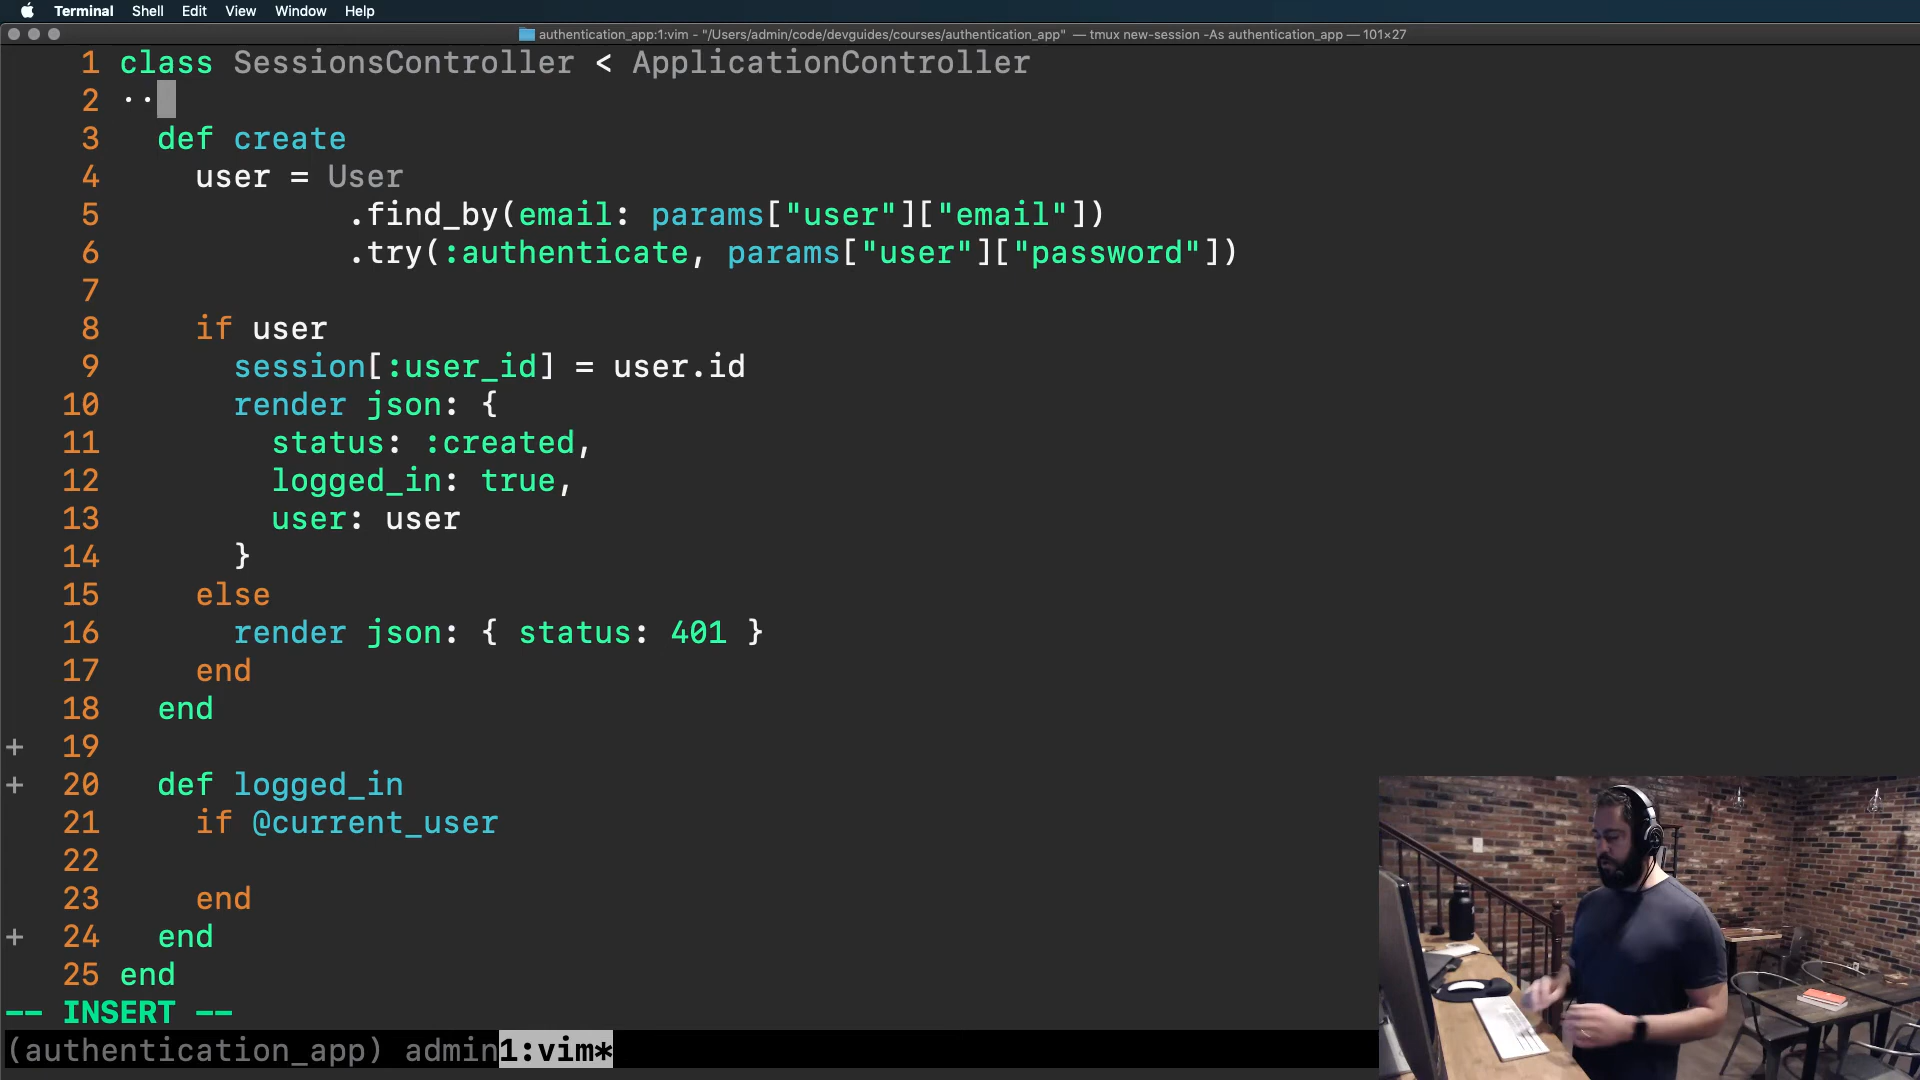 Terminal Shell Edit View Window Help
authentication_app:1:vim - "/Users/admin/code/devguides/courses/authentication_app" — tmux new-session -As authentication_app — 101×27
1 class SessionsController < ApplicationController
2 ··
3 def create
4 user = User
5 .find_by(email: params["user"]["email"])
6 .try(:authenticate, params["user"]["password"])
7
8 if user
9 session[:user_id] = user.id
10 render json: {
11 status: :created,
12 logged_in: true,
13 user: user
14 }
15 else
16 render json: { status: 401 }
17 end
18 end
+ 19
+ 20 def logged_in
21 if @current_user
22
23 end
+ 24 end
25 end
-- INSERT --
(authentication_app) admin1:vim*